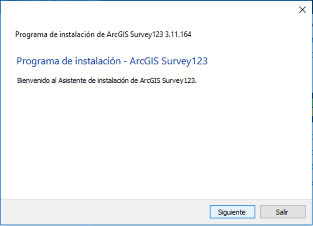 Programa de instalación de ArcGIS Survey123 3.11.164
Programa de instalación - ArcGIS Survey123
Bienvenido al Asistente de instalación de ArcGIS Survey123.
Siguiente
Salir